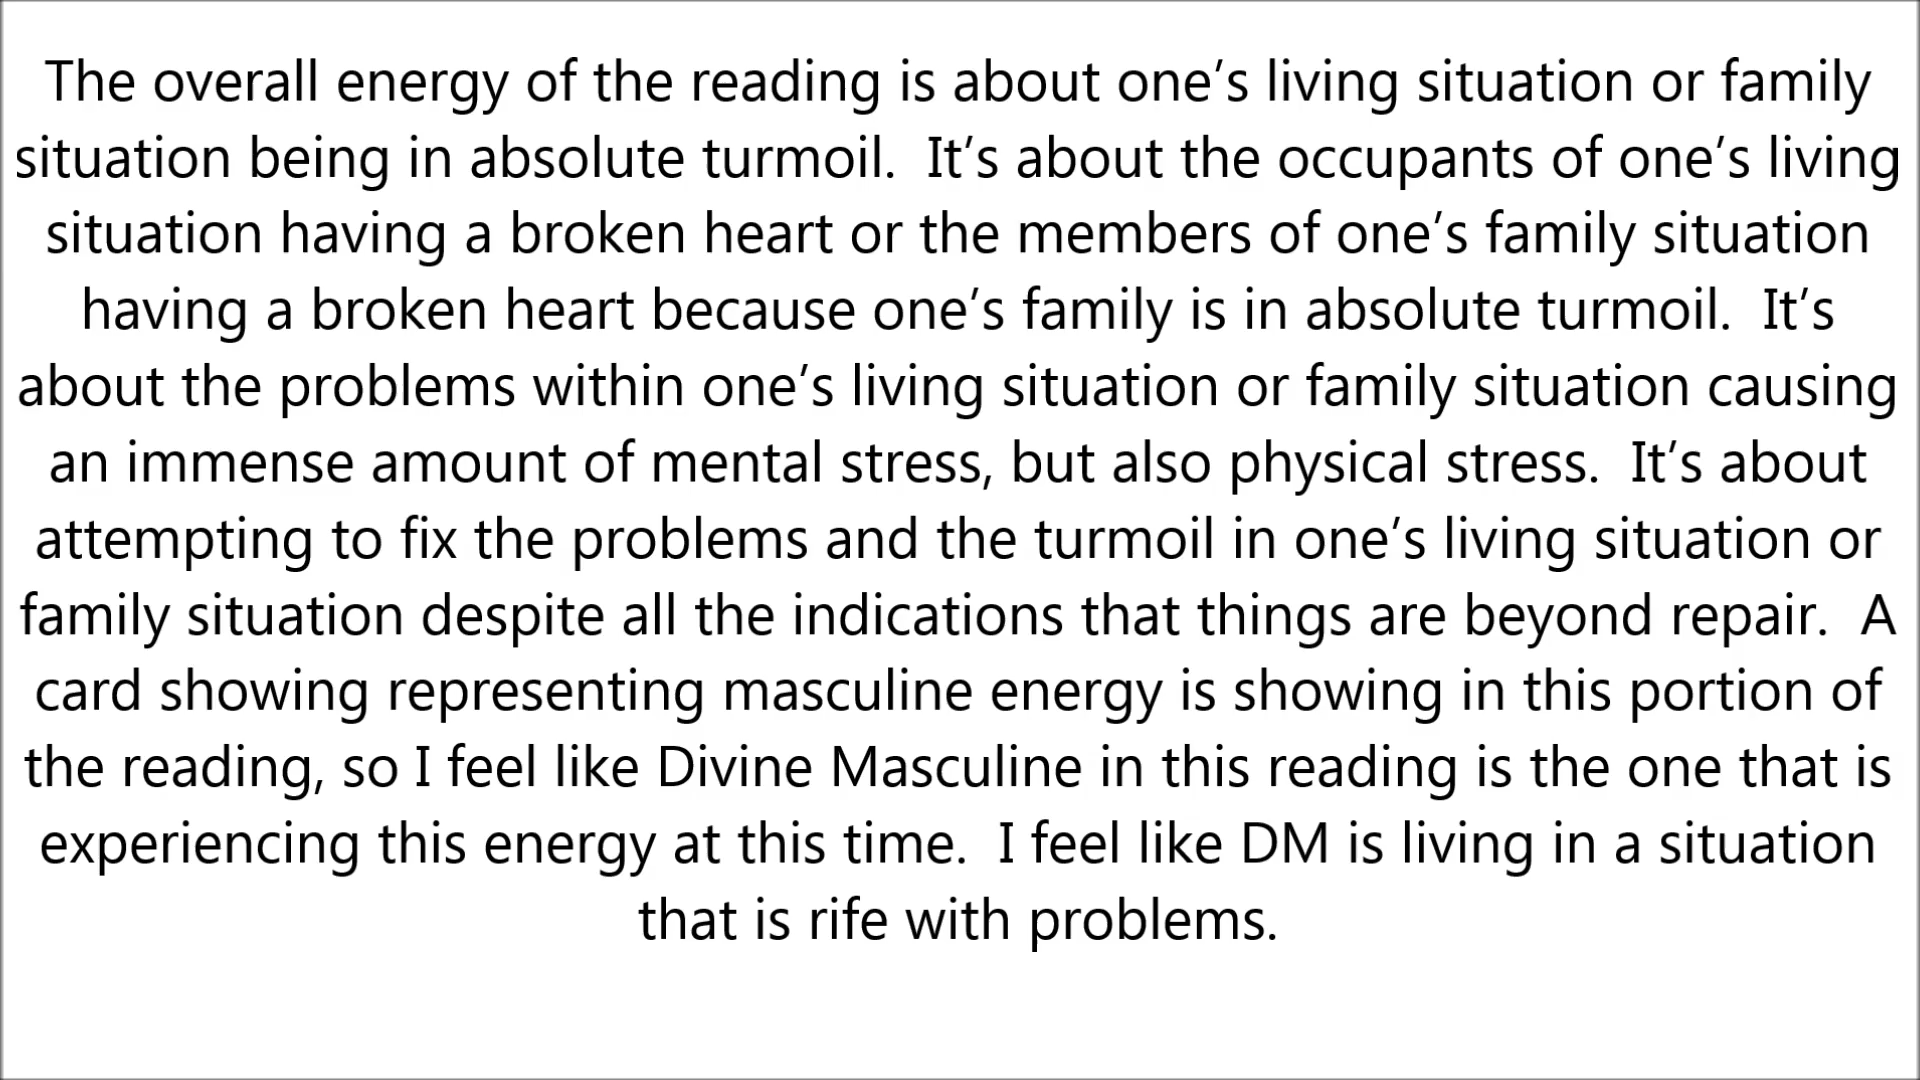 The overall energy of the reading is about one’s living situation or family
situation being in absolute turmoil.  It’s about the occupants of one’s living
situation having a broken heart or the members of one’s family situation
having a broken heart because one’s family is in absolute turmoil.  It’s
about the problems within one’s living situation or family situation causing
an immense amount of mental stress, but also physical stress.  It’s about
attempting to fix the problems and the turmoil in one’s living situation or
family situation despite all the indications that things are beyond repair.  A
card showing representing masculine energy is showing in this portion of
the reading, so I feel like Divine Masculine in this reading is the one that is
experiencing this energy at this time.  I feel like DM is living in a situation
that is rife with problems.